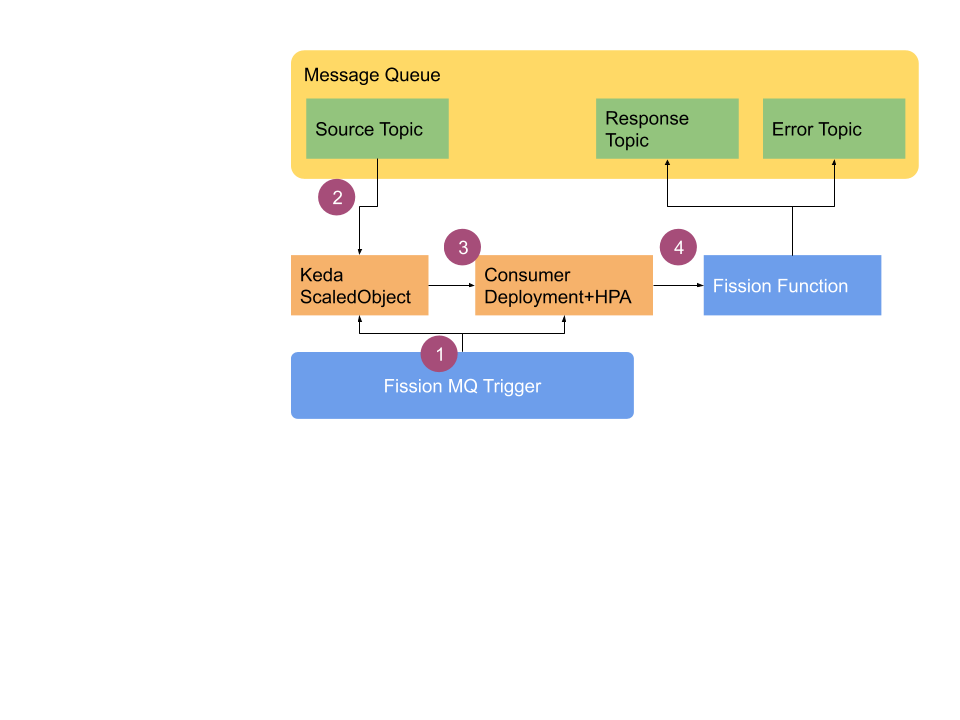 Message Queue
Source Topic
Response
Topic
Error Topic
2
3
4
Keda
ScaledObject
Consumer
Deployment+HPA
Fission Function
1
Fission MQ Trigger